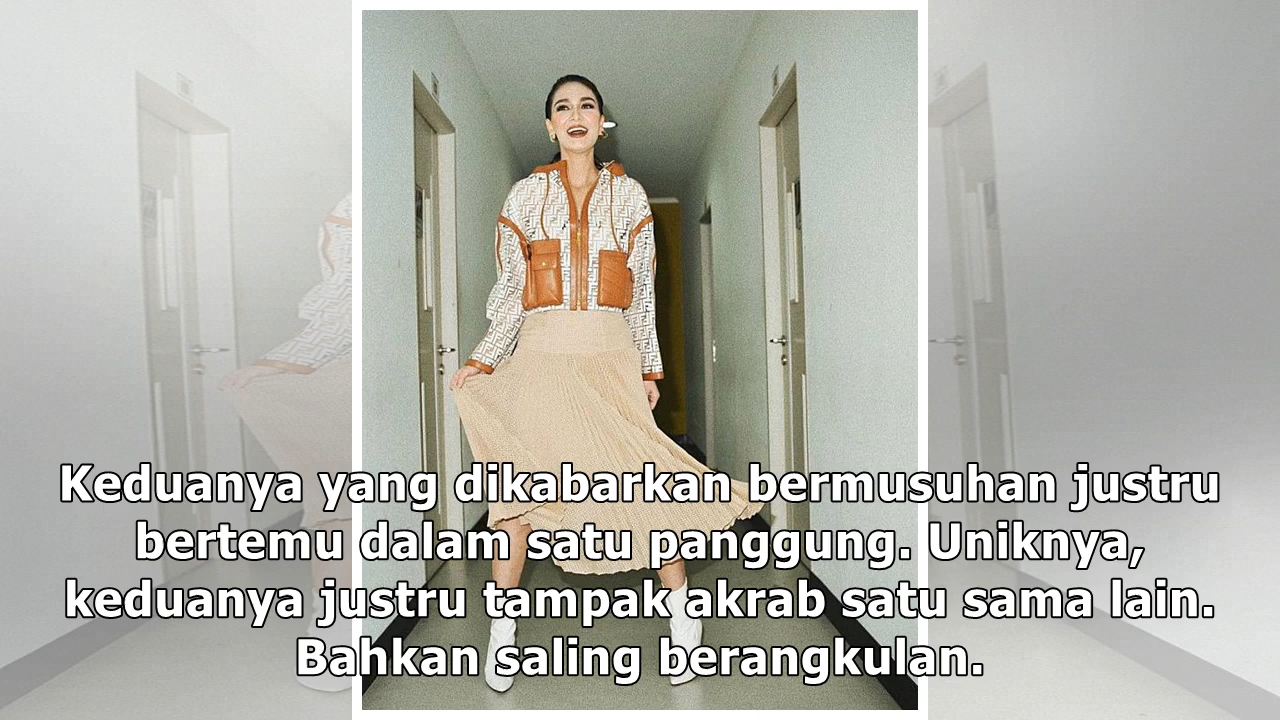 Keduanya yang dikabarkan bermusuhan justru
bertemu dalam satu panggung. Uniknya,
keduanya justru tampak akrab satu sama lain.
Bahkan saling berangkulan.